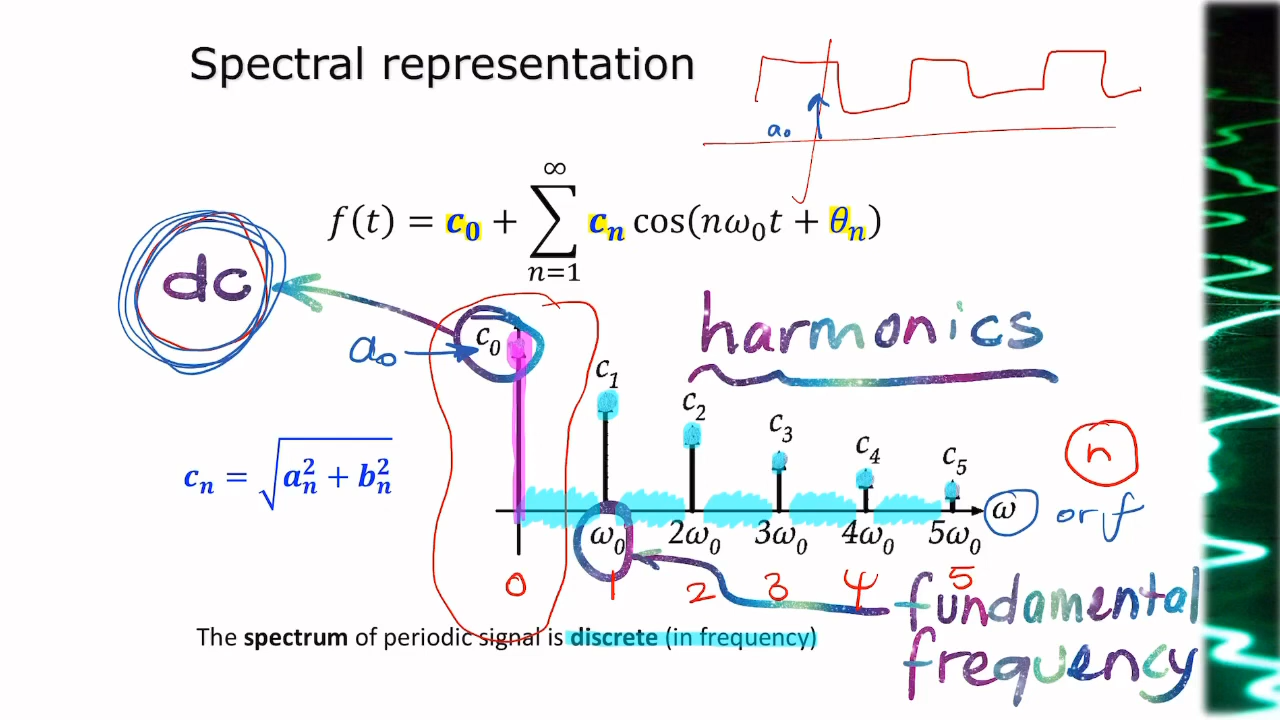 Spectral representation
a₀
f(t) = c₀ + ∑_{n=1}^{∞} cₙ cos(nω₀t + θₙ)
dc
harmonics
a₀
c₀
c₁
c₂
c₃
c₄
c₅
n
cₙ = √(aₙ² + bₙ²)
ω₀ 2ω₀ 3ω₀ 4ω₀ 5ω₀ ω or f
0 1 2 3 4 5
fundamental
frequency
The spectrum of periodic signal is discrete (in frequency)